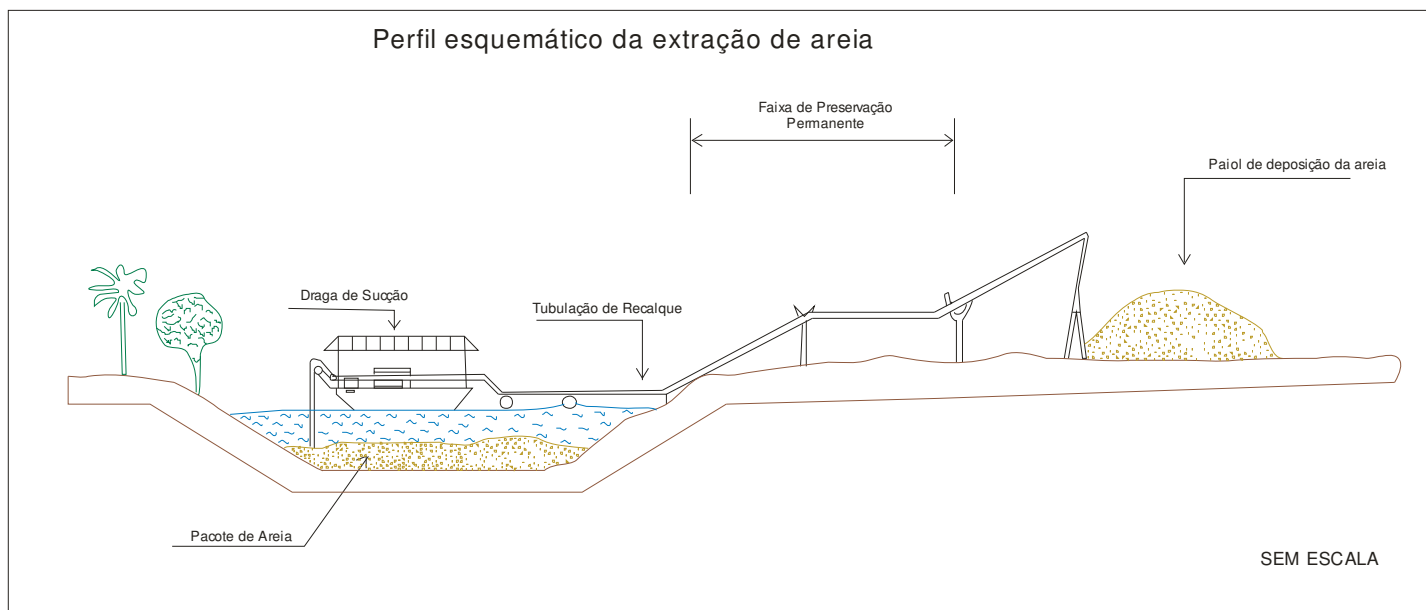 Perfil esquemático da extração de areia
Faixa de Preservação
Permanente
Paiol de deposição da areia
Draga de Sucção
Tubulação de Recalque
Pacote de Areia
SEM ESCALA